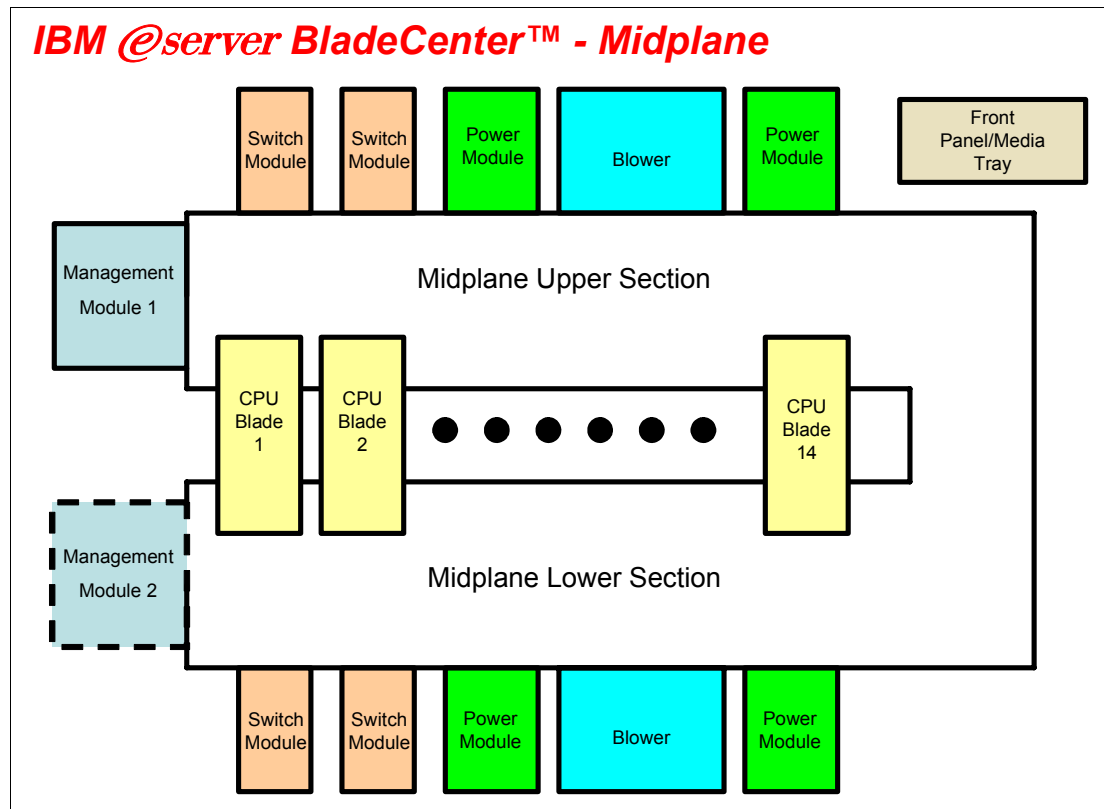 IBM @server BladeCenter™ - Midplane
Switch
Module
Switch
Module
Power
Module
Blower
Power
Module
Front
Panel/Media
Tray
Management
Module 1
Midplane Upper Section
CPU
Blade
1
CPU
Blade
2
CPU
Blade
14
Management
Module 2
Midplane Lower Section
Switch
Module
Switch
Module
Power
Module
Blower
Power
Module